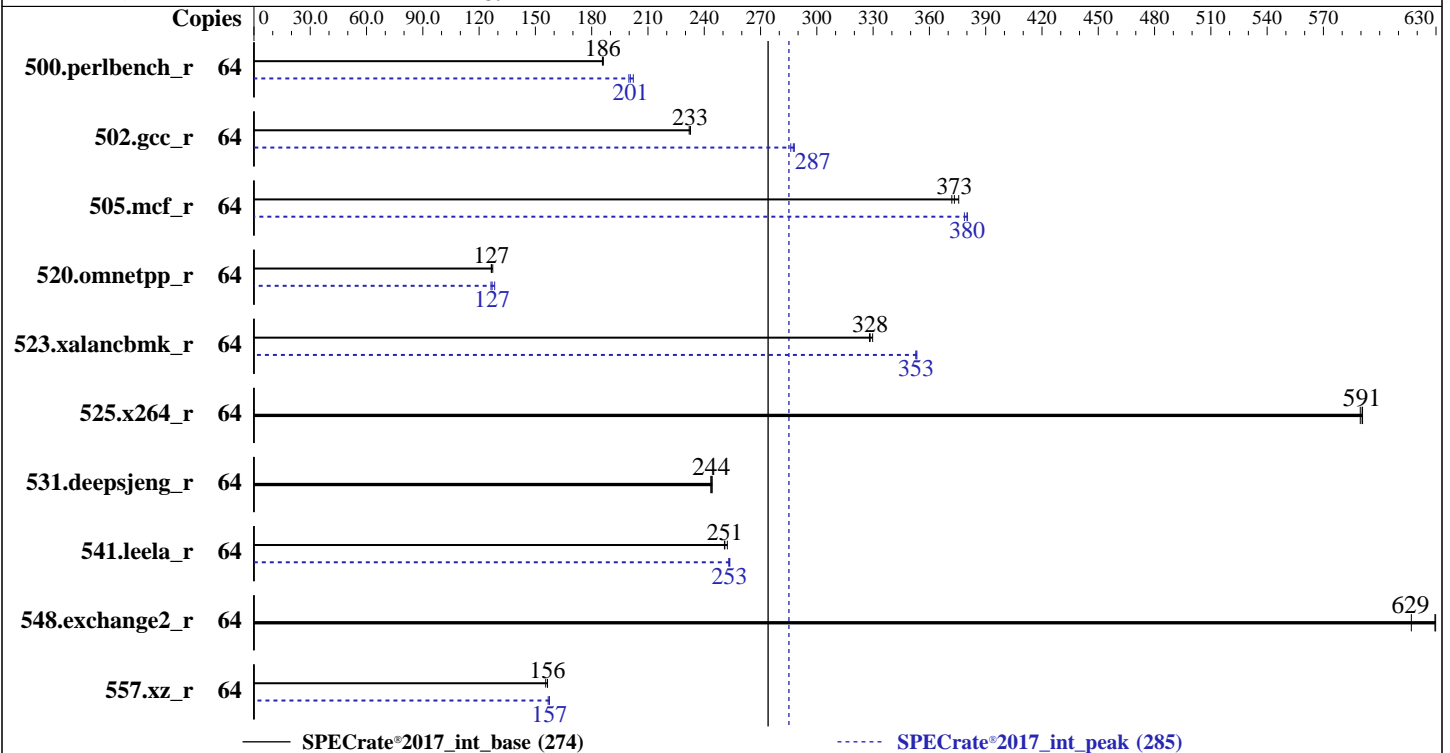 Copies 0 30.0 60.0 90.0 120 150 180 210 240 270 300 330 360 390 420 450 480 510 540 570 630
500.perlbench_r 64 186
201
502.gcc_r 64 233
287
505.mcf_r 64 373
380
520.omnetpp_r 64 127
127
523.xalancbmk_r 64 328
353
525.x264_r 64 591
531.deepsjeng_r 64 244
541.leela_r 64 251
253
548.exchange2_r 64 629
557.xz_r 64 156
157
SPECrate®2017_int_base (274) SPECrate®2017_int_peak (285)